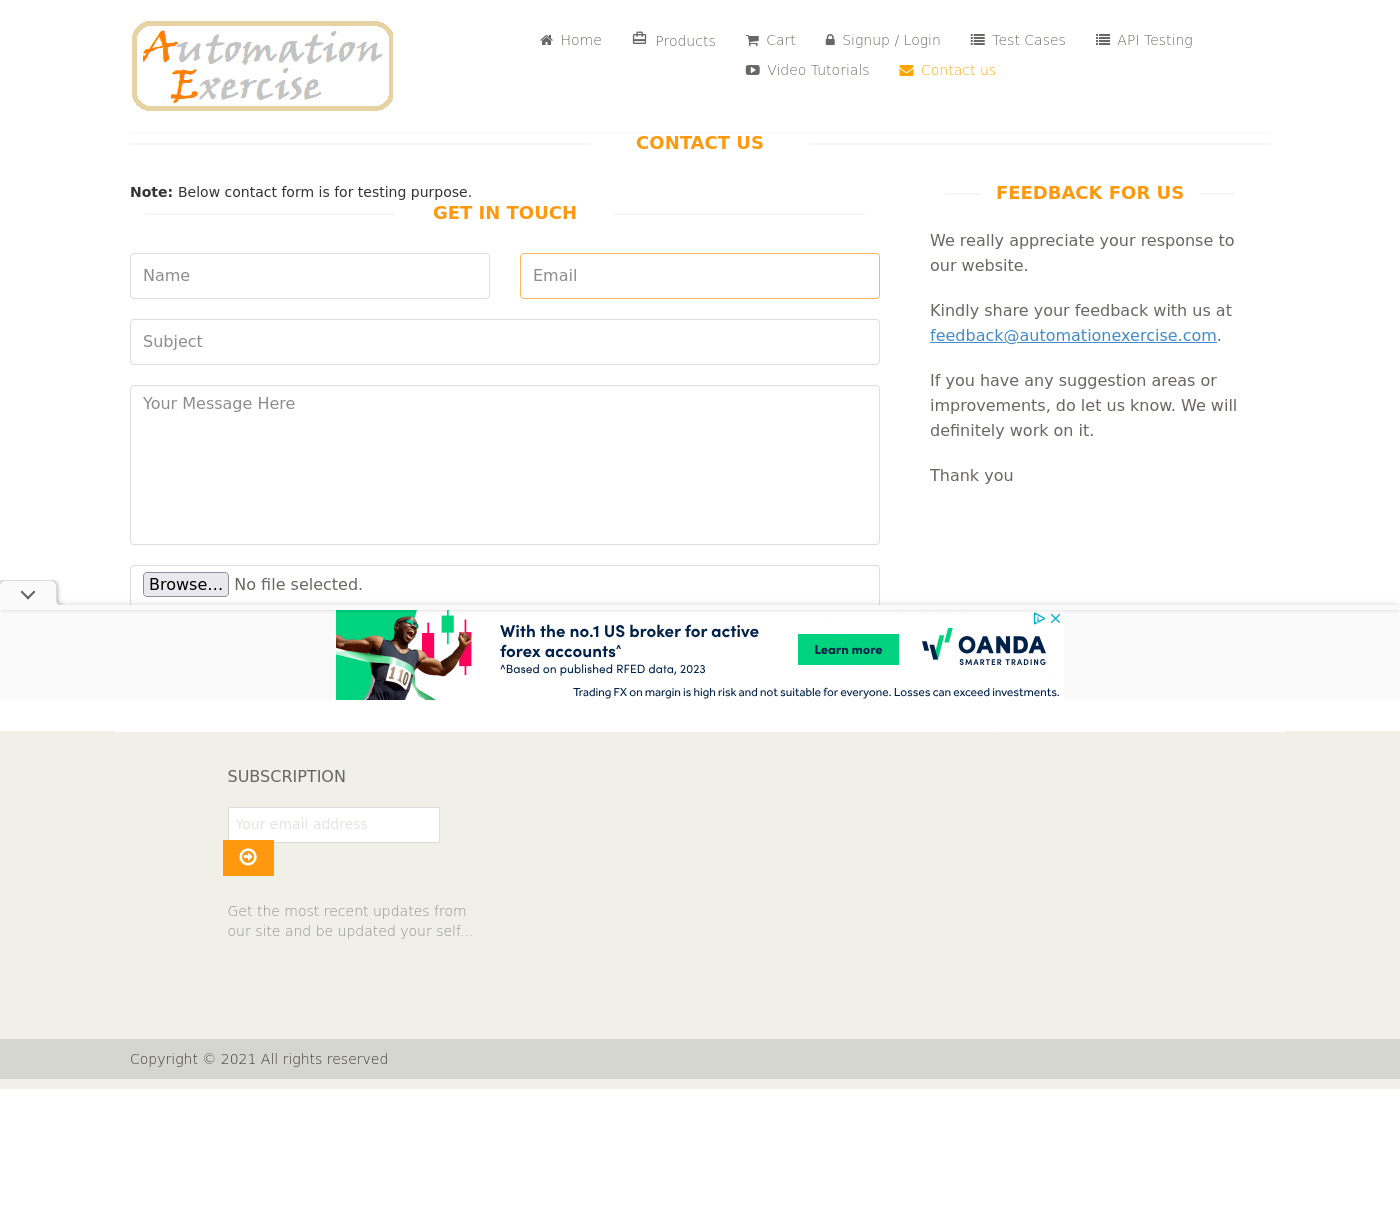 Automation
Exercise
Home
Products
Cart
Signup / Login
Test Cases
API Testing
Video Tutorials
Contact us
CONTACT US
Note: Below contact form is for testing purpose.
GET IN TOUCH
Name
Email
Subject
Your Message Here
Browse... No file selected.
FEEDBACK FOR US
We really appreciate your response to
our website.
Kindly share your feedback with us at
feedback@automationexercise.com.
If you have any suggestion areas or
improvements, do let us know. We will
definitely work on it.
Thank you
110
With the no.1 US broker for active
forex accounts^
^Based on published RFED data, 2023
Learn more
OANDA
SMARTER TRADING
Trading FX on margin is high risk and not suitable for everyone. Losses can exceed investments.
SUBSCRIPTION
Your email address
Get the most recent updates from
our site and be updated your self...
Copyright © 2021 All rights reserved